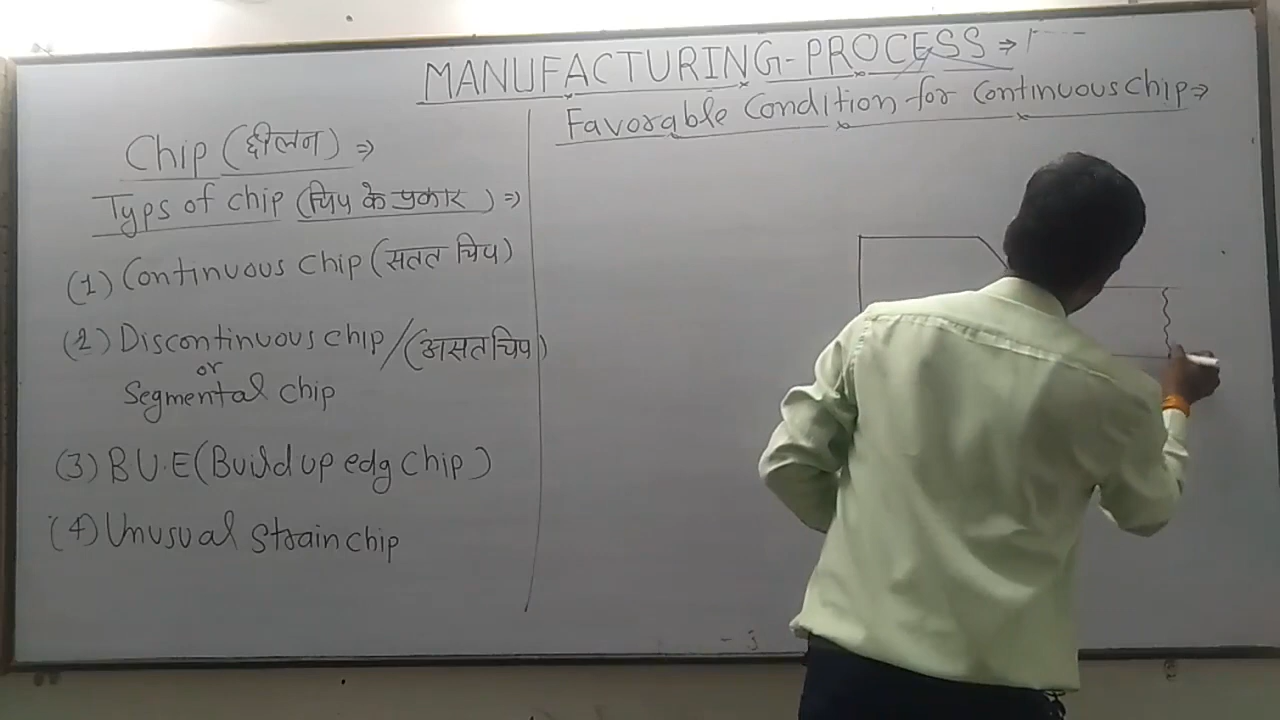 MANUFACTURING-PROCESS ⇒
Favorable Condition for Continuous Chip ⇒
Chip (छीलन) ⇒
Typs of chip (चिप के प्रकार) ⇒
(1) Continuous Chip (सतत चिप)
(2) Discontinuous chip/(असतत चिप)
or
Segmental chip
(3) B.U.E (Build up edg chip)
(4) Unusual strain chip